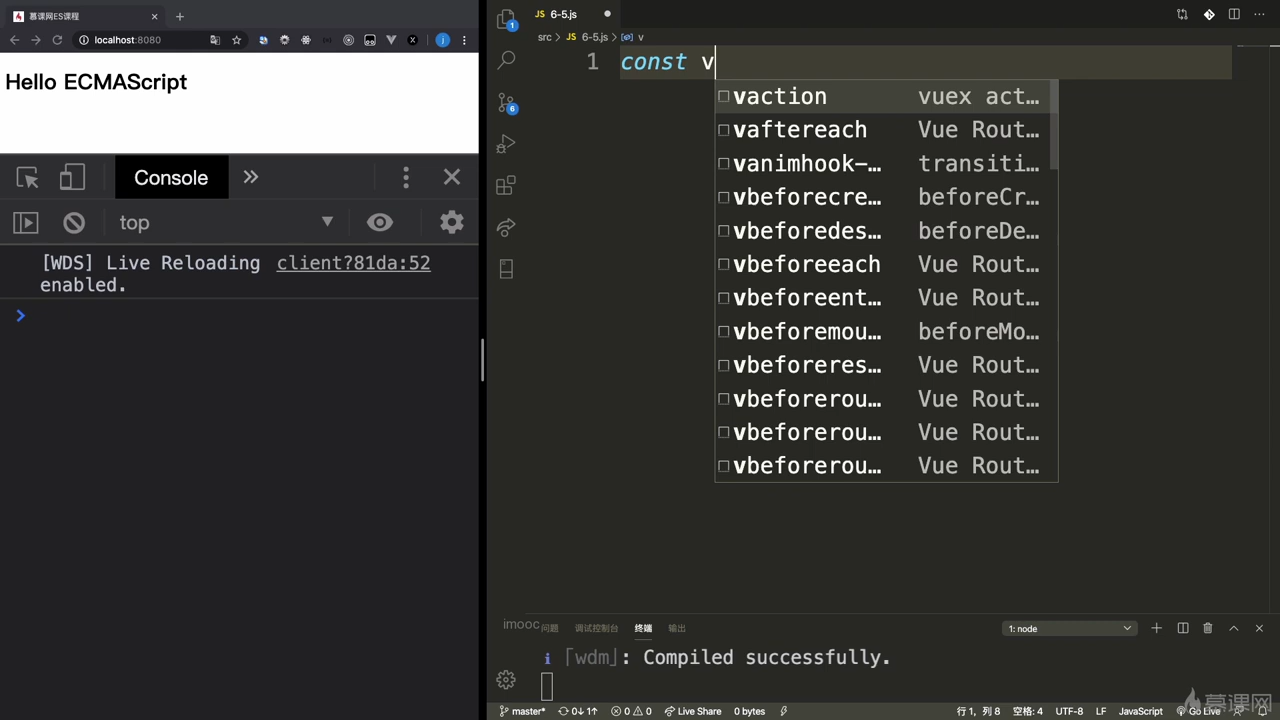 慕课网ES课程
localhost:8080
Hello ECMAScript
Console
top
[WDS] Live Reloading enabled.
client?81da:52
6-5.js
src > JS 6-5.js > v
1 const v
vaction vuex act…
vaftereach Vue Rout…
vanimhook-… transiti…
vbeforecre… beforeCr…
vbeforedes… beforeDe…
vbeforeeach Vue Rout…
vbeforeent… Vue Rout…
vbeforemou… beforeMo…
vbeforeres… Vue Rout…
vbeforerou… Vue Rout…
vbeforerou… Vue Rout…
vbeforerou… Vue Rout…
1
6
imooc
问题 调试控制台 终端 输出
1: node
i ｢wdm｣: Compiled successfully.
master* 0↓ 1↑ 0 0 Live Share 0 bytes
行 1, 列 8 空格: 4 UTF-8 LF JavaScript Go Live
慕课网